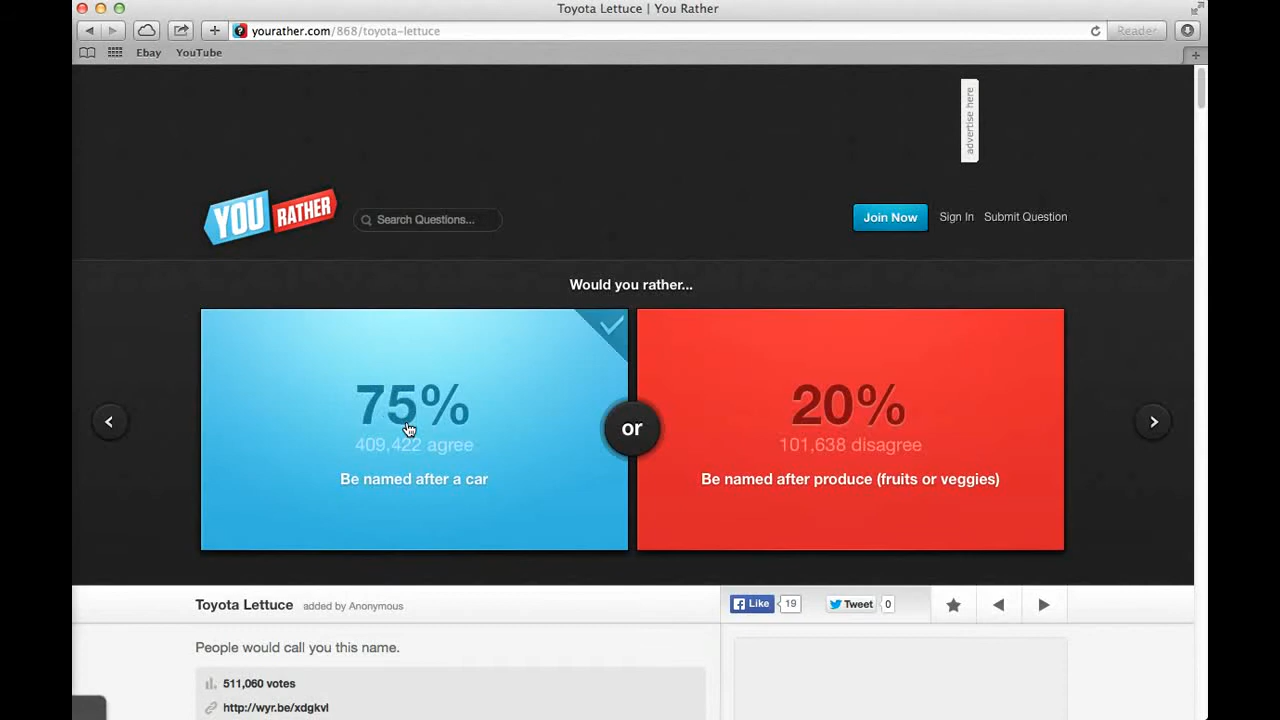 Toyota Lettuce | You Rather
yourather.com/868/toyota-lettuce
Reader
Ebay
YouTube
advertise here
YOU RATHER
Search Questions...
Join Now
Sign In
Submit Question
Would you rather...
75%
409,422 agree
Be named after a car
or
20%
101,638 disagree
Be named after produce (fruits or veggies)
Toyota Lettuce
added by Anonymous
Like
19
Tweet
0
People would call you this name.
511,060 votes
http://wyr.be/xdgkvl